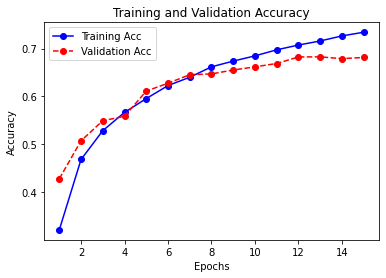 Training and Validation Accuracy
Training Acc
Validation Acc
Accuracy
0.7
0.6
0.5
0.4
2 4 6 8 10 12 14
Epochs